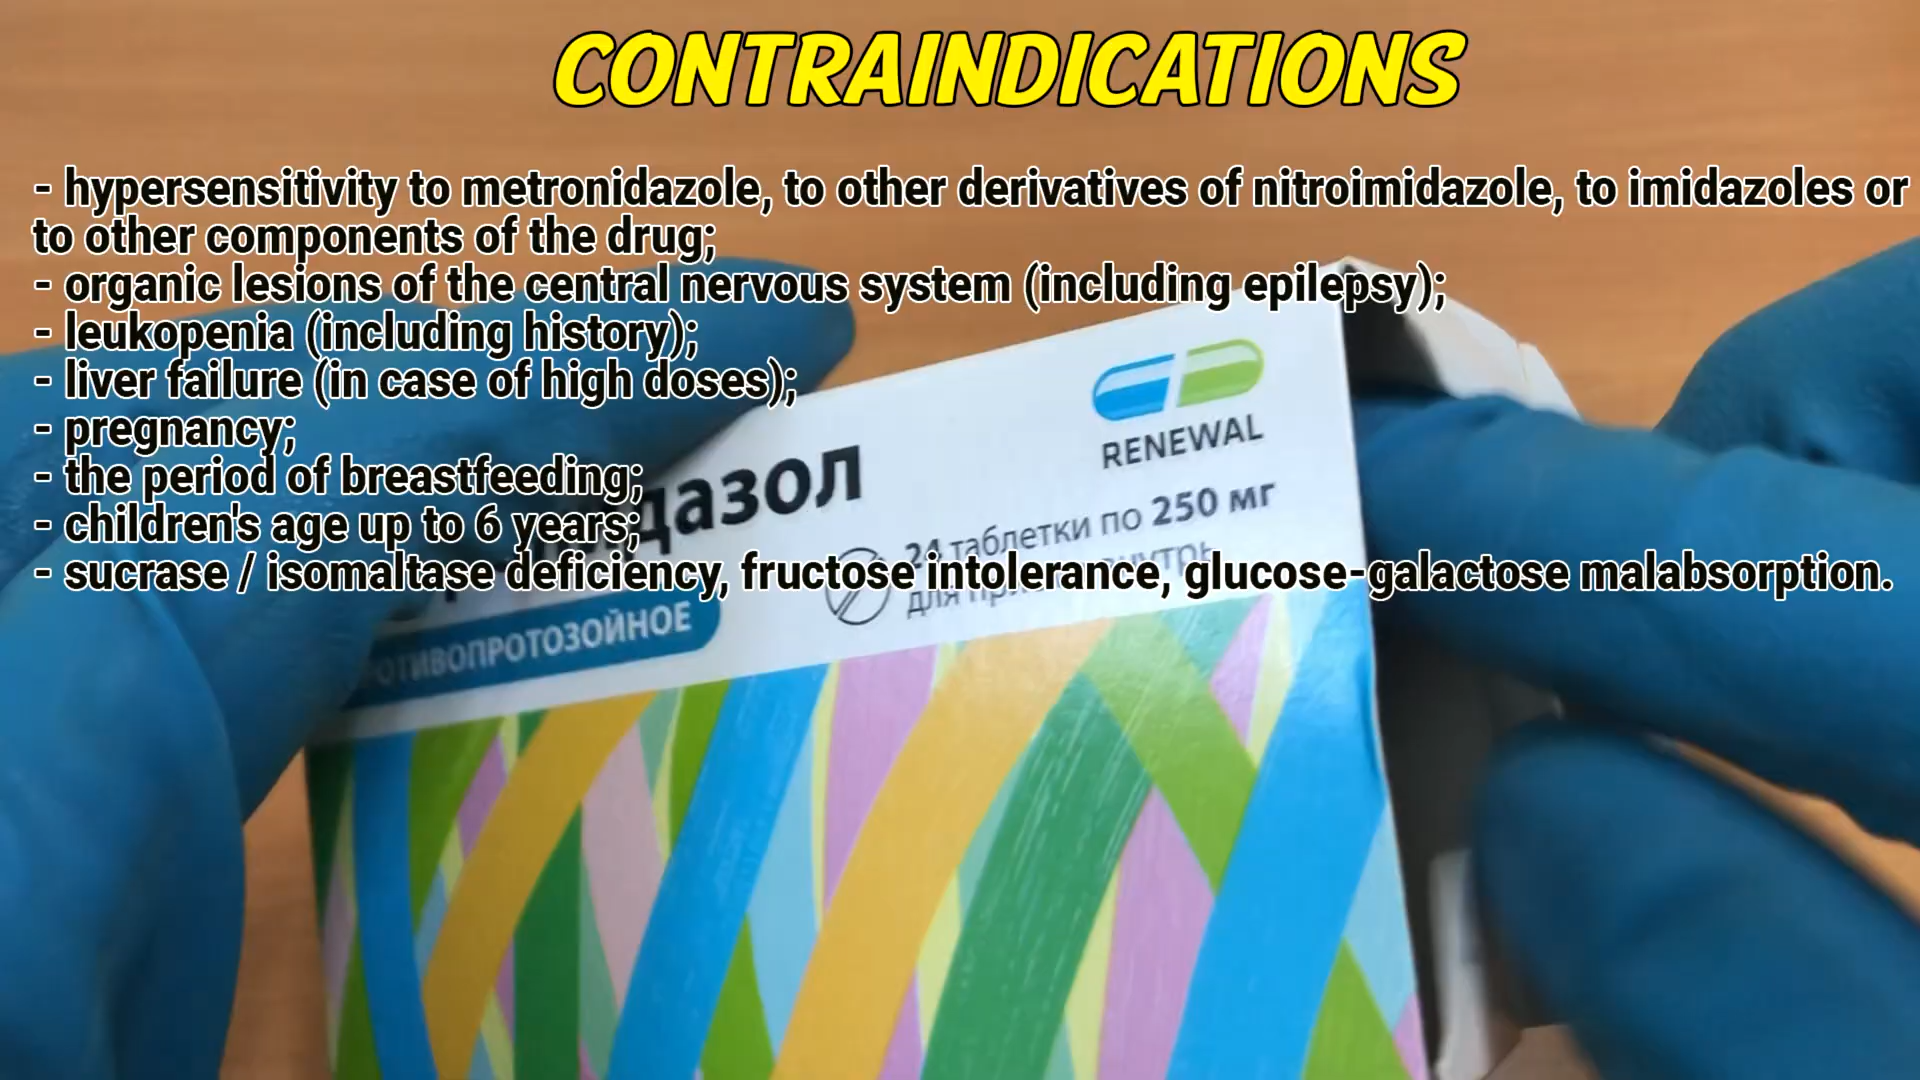 CONTRAINDICATIONS
- hypersensitivity to metronidazole, to other derivatives of nitroimidazole, to imidazoles or
to other components of the drug;
- organic lesions of the central nervous system (including epilepsy);
- leukopenia (including history);
- liver failure (in case of high doses);
- pregnancy;
- the period of breastfeeding;
- children's age up to 6 years;
- sucrase / isomaltase deficiency, fructose intolerance, glucose-galactose malabsorption.
RENEWAL
24 таблетки по 250 мг
для